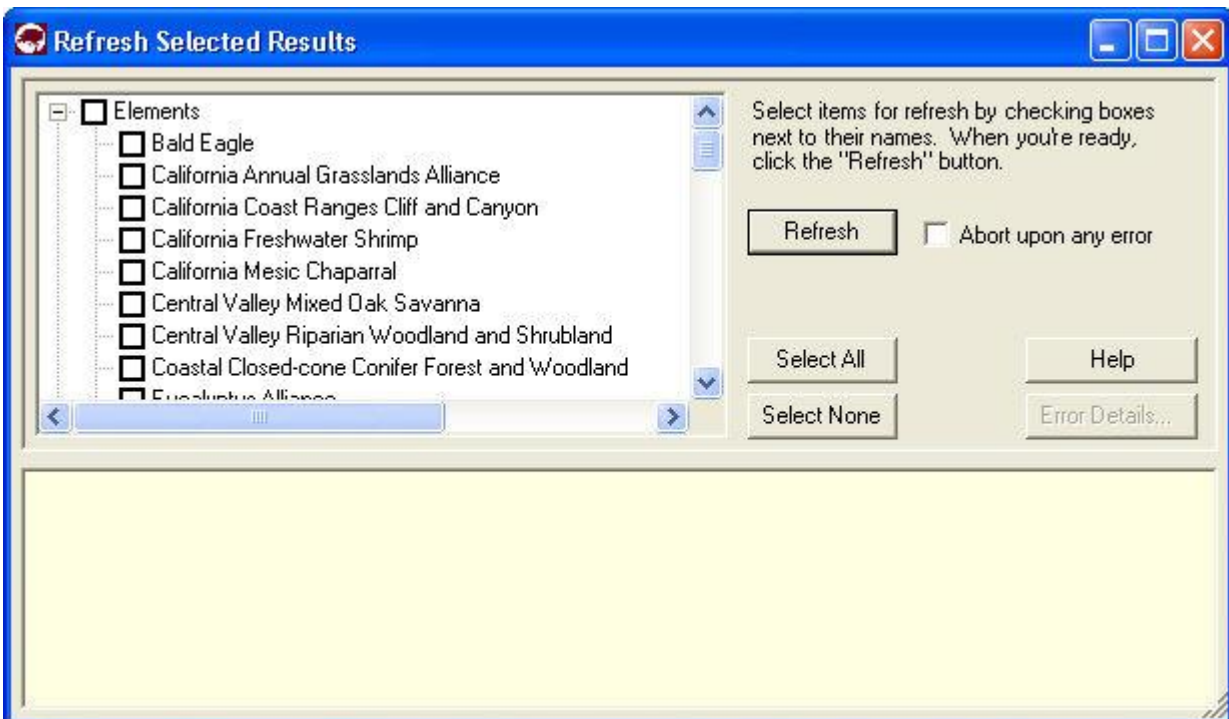 Refresh Selected Results
Elements
Bald Eagle
California Annual Grasslands Alliance
California Coast Ranges Cliff and Canyon
California Freshwater Shrimp
California Mesic Chaparral
Central Valley Mixed Oak Savanna
Central Valley Riparian Woodland and Shrubland
Coastal Closed-cone Conifer Forest and Woodland
Eucalyptus Alliance
Select items for refresh by checking boxes
next to their names. When you're ready,
click the "Refresh" button.
Refresh
Abort upon any error
Select All
Help
Select None
Error Details...